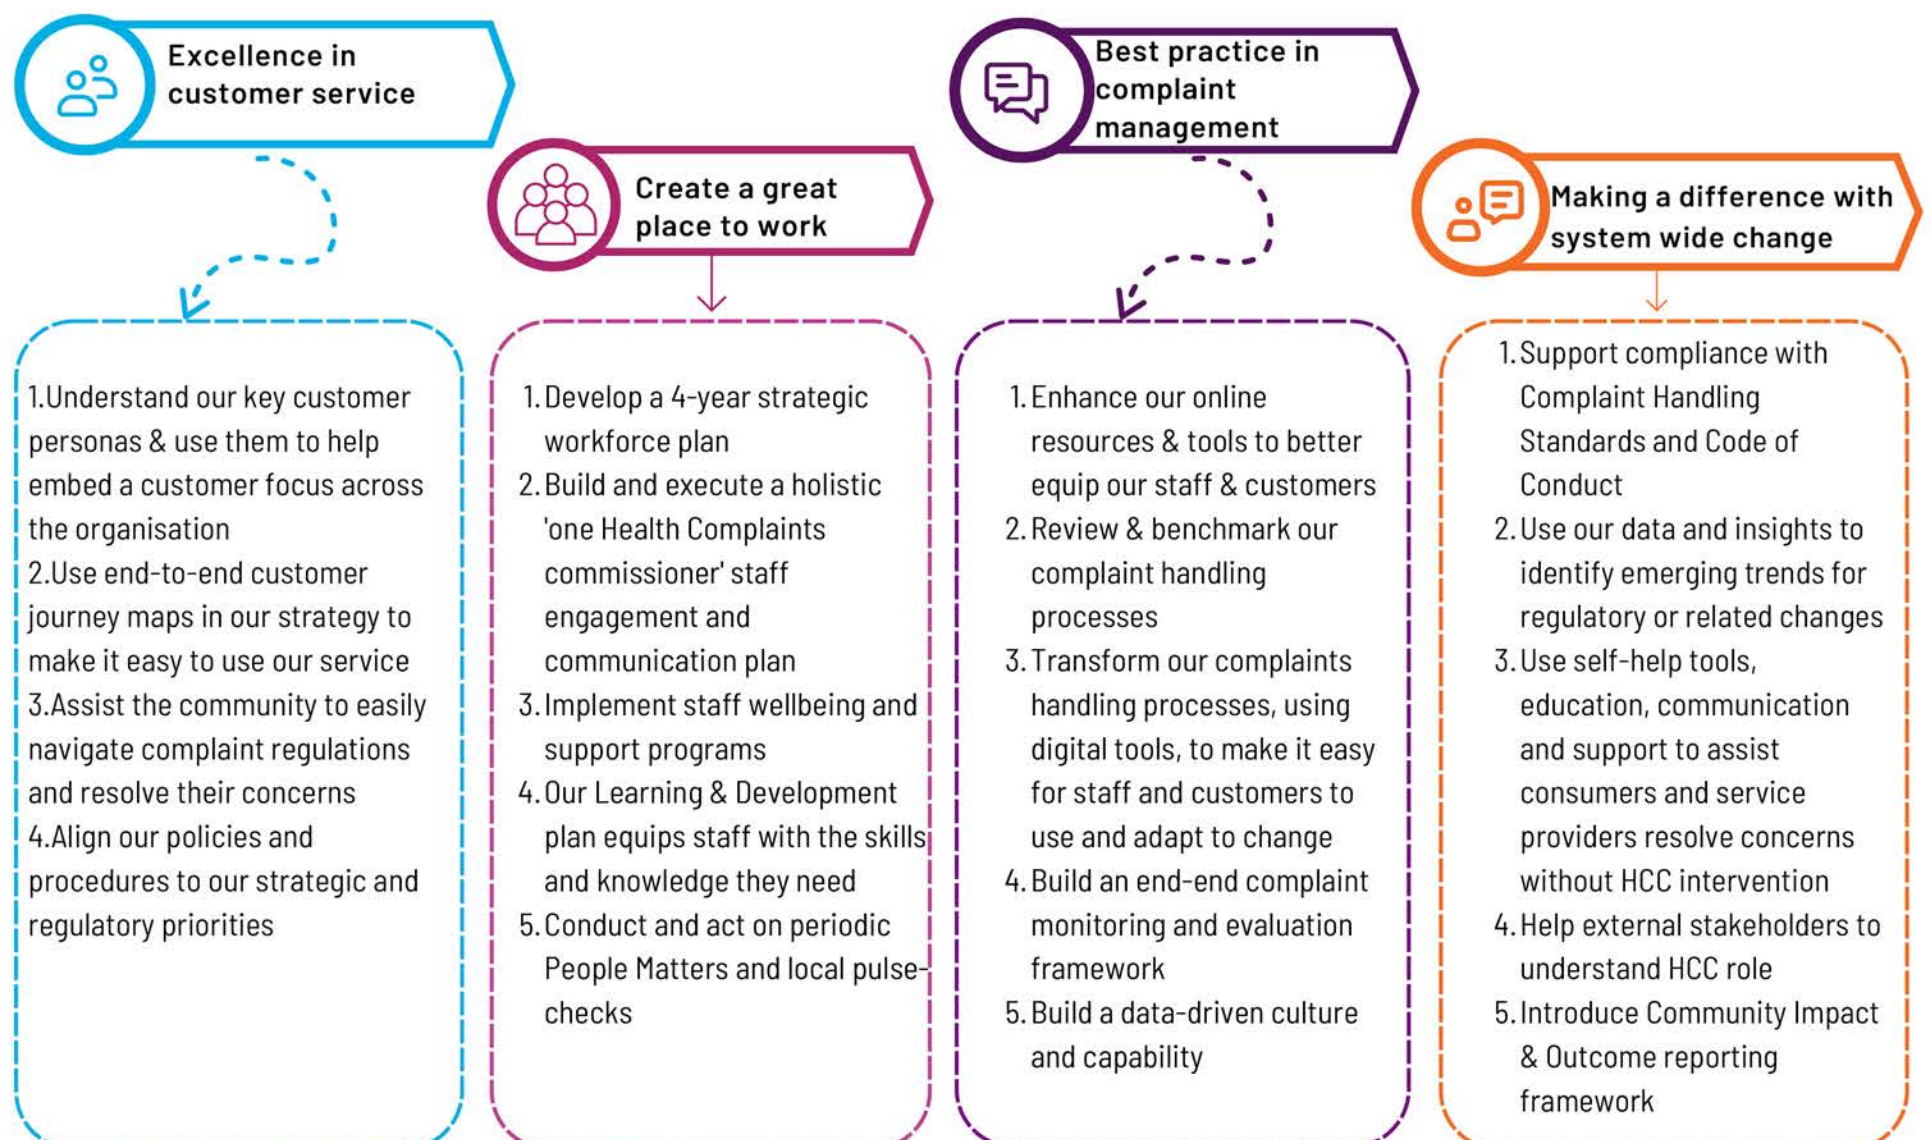 Excellence in
customer service
1.Understand our key customer
personas & use them to help
embed a customer focus across
the organisation
2.Use end-to-end customer
journey maps in our strategy to
make it easy to use our service
3.Assist the community to easily
navigate complaint regulations
and resolve their concerns
4.Align our policies and
procedures to our strategic and
regulatory priorities
Create a great
place to work
1. Develop a 4-year strategic
workforce plan
2. Build and execute a holistic
'one Health Complaints
commissioner' staff
engagement and
communication plan
3. Implement staff wellbeing and
support programs
4. Our Learning & Development
plan equips staff with the skills
and knowledge they need
5. Conduct and act on periodic
People Matters and local pulse-
checks
Best practice in
complaint
management
1. Enhance our online
resources & tools to better
equip our staff & customers
2. Review & benchmark our
complaint handling
processes
3. Transform our complaints
handling processes, using
digital tools, to make it easy
for staff and customers to
use and adapt to change
4. Build an end-end complaint
monitoring and evaluation
framework
5. Build a data-driven culture
and capability
Making a difference with
system wide change
1. Support compliance with
Complaint Handling
Standards and Code of
Conduct
2. Use our data and insights to
identify emerging trends for
regulatory or related changes
3. Use self-help tools,
education, communication
and support to assist
consumers and service
providers resolve concerns
without HCC intervention
4. Help external stakeholders to
understand HCC role
5. Introduce Community Impact
& Outcome reporting
framework